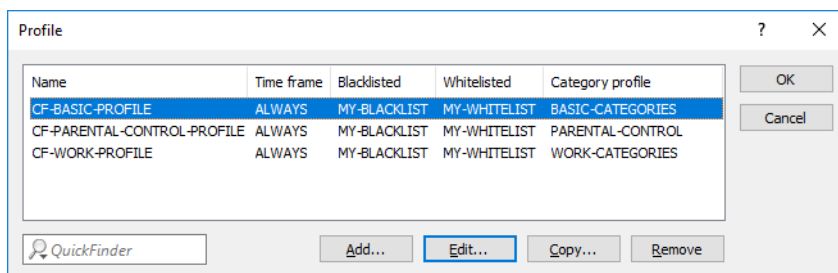 Profile ?
Name Time frame Blacklisted Whitelisted Category profile OK
CF-BASIC-PROFILE ALWAYS MY-BLACKLIST MY-WHITELIST BASIC-CATEGORIES
CF-PARENTAL-CONTROL-PROFILE ALWAYS MY-BLACKLIST MY-WHITELIST PARENTAL-CONTROL Cancel
CF-WORK-PROFILE ALWAYS MY-BLACKLIST MY-WHITELIST WORK-CATEGORIES
QuickFinder Add... Edit... Copy... Remove